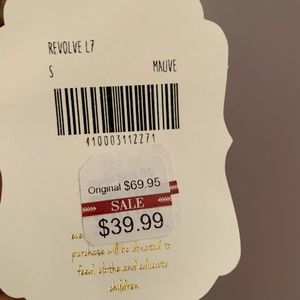 REVOLVE L7
S MAUVE
410003112271
Original $69.95
SALE
$39.99
purchase will be donated to
feed, clothe and educate
children.